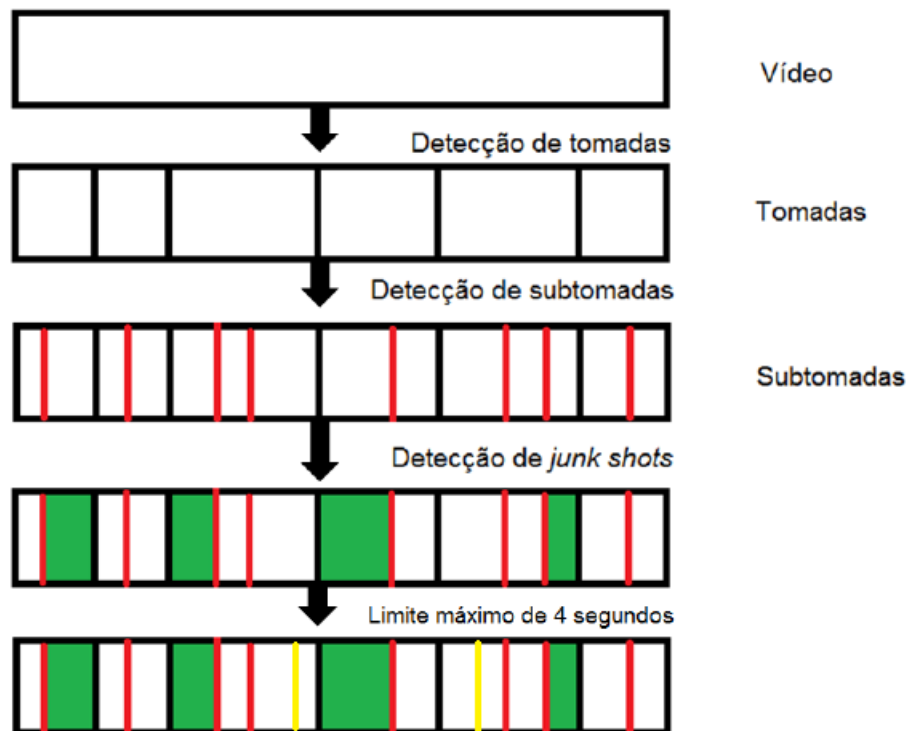 Vídeo
Detecção de tomadas
Tomadas
Detecção de subtomadas
Subtomadas
Detecção de junk shots
Limite máximo de 4 segundos